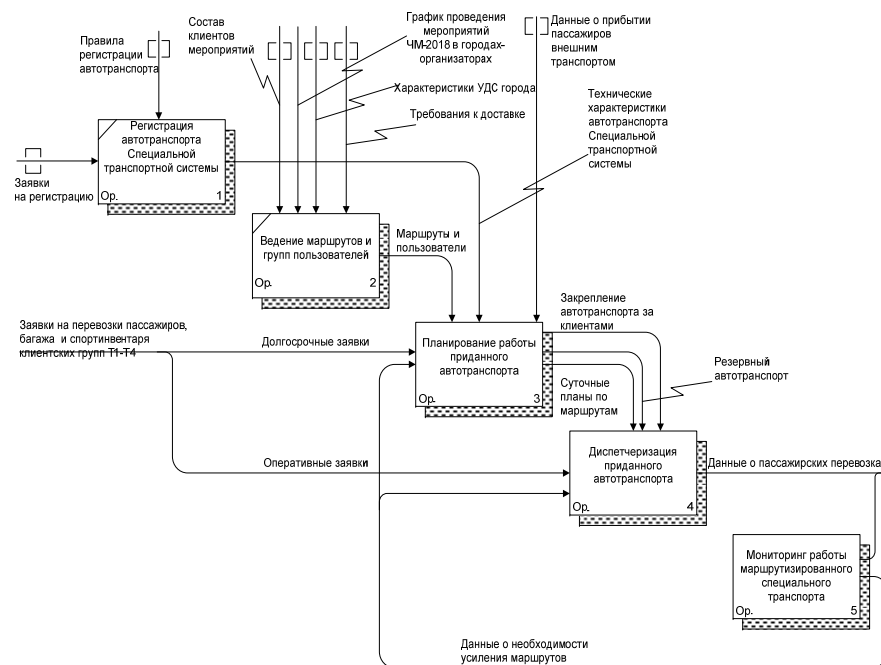 Состав
клиентов
мероприятий
График проведения
мероприятий
ЧМ-2018 в городах-
организаторах
Данные о прибытии
пассажиров
внешним
транспортом
Правила
регистрации
автотранспорта
Характеристики УДС города
Требования к доставке
Технические
характеристики
автотранспорта
Специальной
транспортной
системы
Регистрация
автотранспорта
Специальной
транспортной системы
Ор.
1
Заявки
на регистрацию
Ведение маршрутов и
групп пользователей
Ор.
2
Маршруты и
пользователи
Закрепление
автотранспорта за
клиентами
Заявки на перевозки пассажиров,
багажа и спортинвентаря
клиентских групп Т1-Т4
Долгосрочные заявки
Планирование работы
приданного
автотранспорта
Ор.
3
Резервный
автотранспорт
Суточные
планы по
маршрутам
Оперативные заявки
Диспетчеризация
приданного
автотранспорта
Ор.
4
Данные о пассажирских перевозка
Мониторинг работы
маршрутизированного
специального
транспорта
Ор.
5
Данные о необходимости
усиления маршрутов